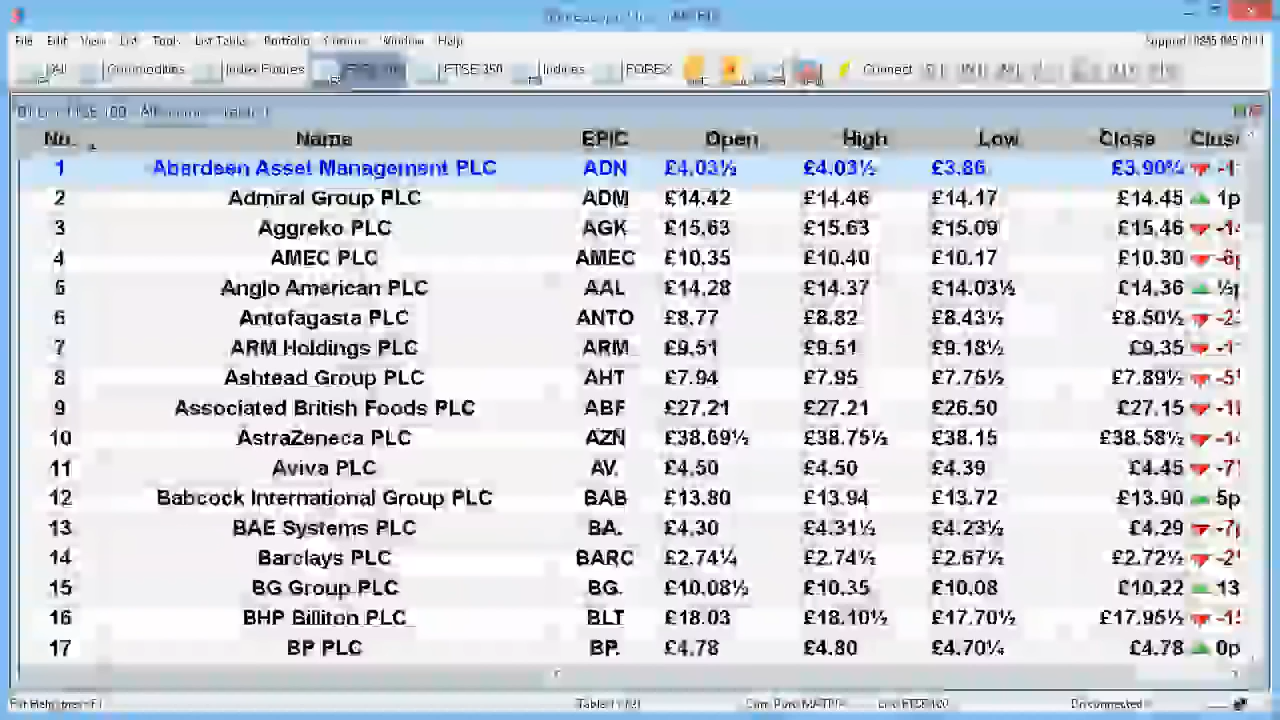 File Edit View List Tools List Tables Portfolio Window Help Support
All Commodities Index Futures FTSE 350 Indices FOREX Connect
No. Name EPIC Open High Low Close
1 Aberdeen Asset Management PLC ADN £4.03½ £4.03½ £3.86 £3.90¾
2 Admiral Group PLC ADM £14.42 £14.46 £14.17 £14.45 1p
3 Aggreko PLC AGK £15.63 £15.63 £15.09 £15.46
4 AMEC PLC AMEC £10.35 £10.40 £10.17 £10.30
5 Anglo American PLC AAL £14.28 £14.37 £14.03½ £14.36
6 Antofagasta PLC ANTO £8.77 £8.82 £8.43½ £8.50½
7 ARM Holdings PLC ARM £9.51 £9.51 £9.18½ £9.35
8 Ashtead Group PLC AHT £7.94 £7.95 £7.75½ £7.89½
9 Associated British Foods PLC ABF £27.21 £27.21 £26.50 £27.15
10 AstraZeneca PLC AZN £38.69½ £38.75½ £38.15 £38.58½
11 Aviva PLC AV. £4.50 £4.50 £4.39 £4.45
12 Babcock International Group PLC BAB £13.80 £13.94 £13.72 £13.90 5p
13 BAE Systems PLC BA. £4.30 £4.31½ £4.23½ £4.29
14 Barclays PLC BARC £2.74¼ £2.74½ £2.67½ £2.72½
15 BG Group PLC BG. £10.08½ £10.35 £10.08 £10.22 13
16 BHP Billiton PLC BLT £18.03 £18.10½ £17.70½ £17.95½
17 BP PLC BP. £4.78 £4.80 £4.70¼ £4.78 0p
For Help, press F1 Disconnected